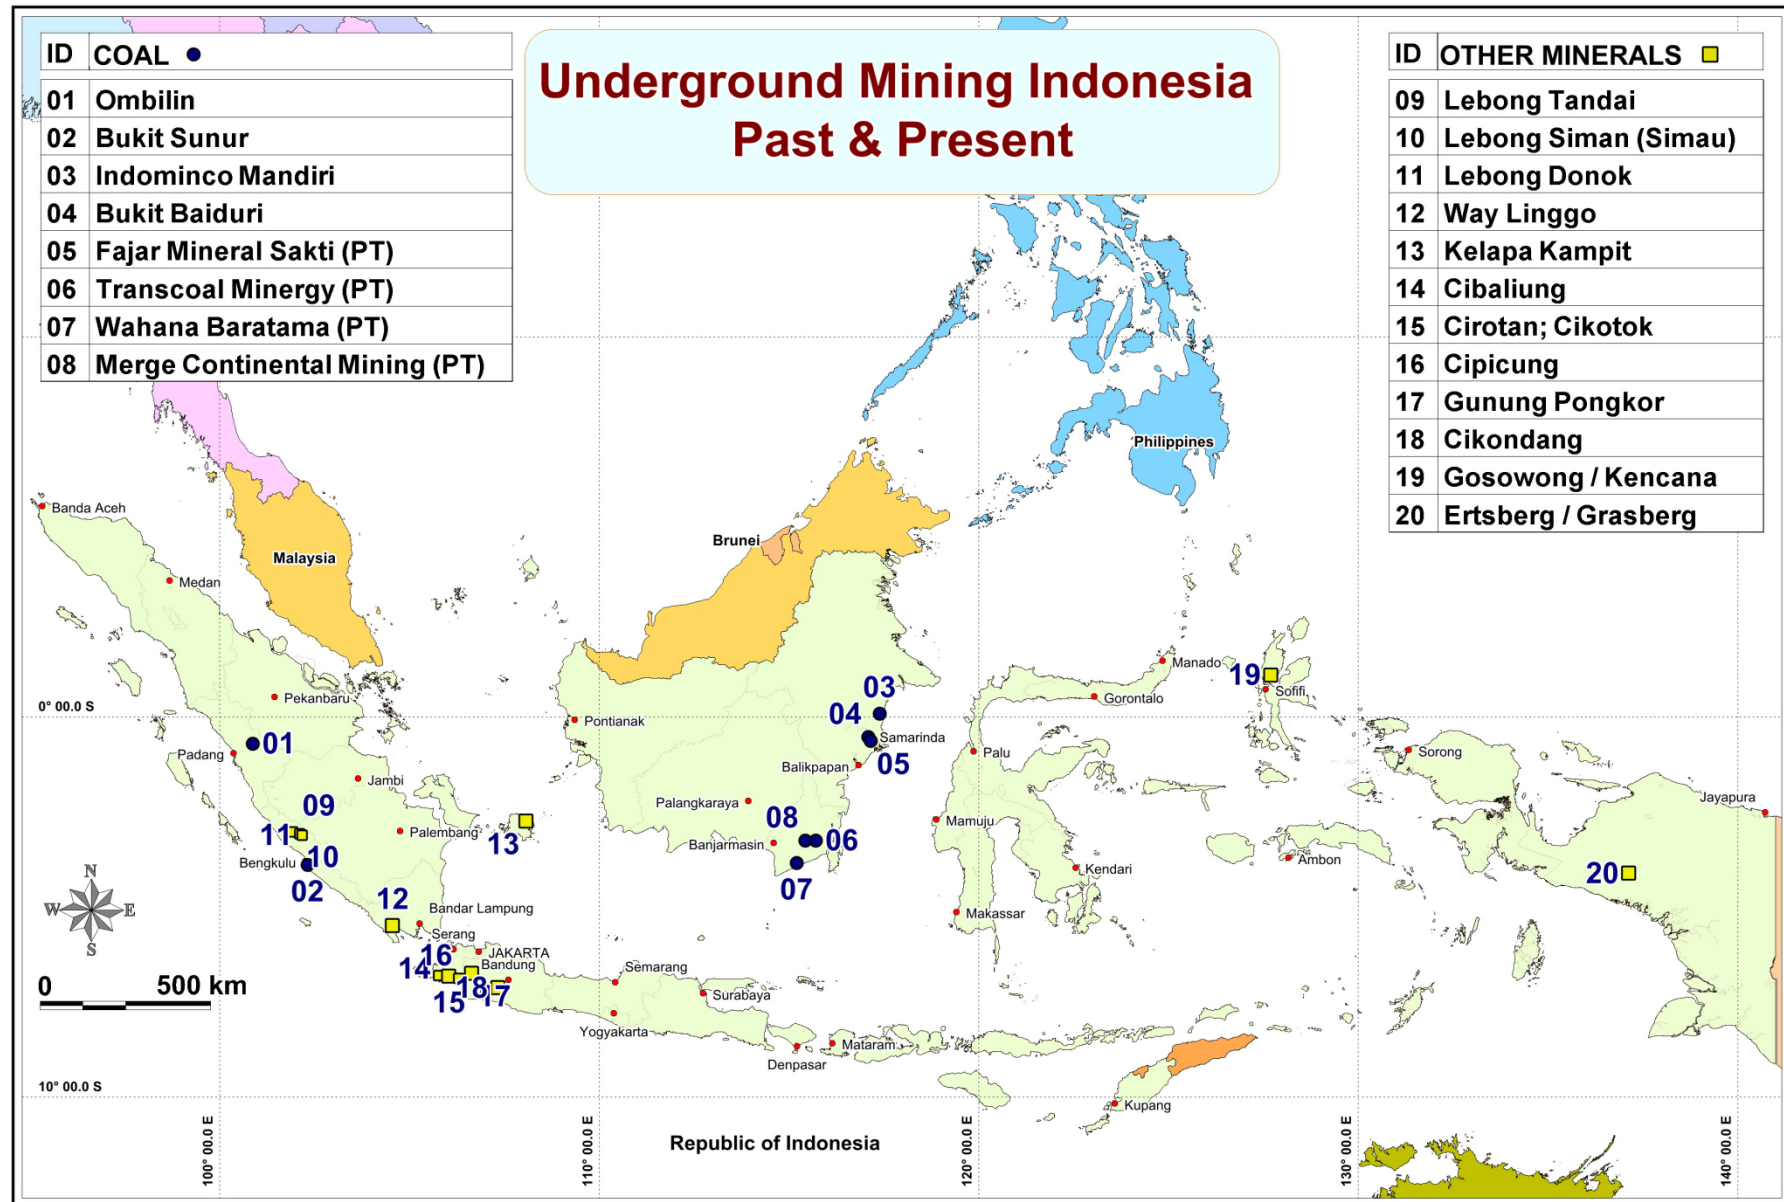 Underground Mining Indonesia
Past & Present
ID COAL
01 Ombilin
02 Bukit Sunur
03 Indominco Mandiri
04 Bukit Baiduri
05 Fajar Mineral Sakti (PT)
06 Transcoal Minergy (PT)
07 Wahana Baratama (PT)
08 Merge Continental Mining (PT)
ID OTHER MINERALS
09 Lebong Tandai
10 Lebong Siman (Simau)
11 Lebong Donok
12 Way Linggo
13 Kelapa Kampit
14 Cibaliung
15 Cirotan; Cikotok
16 Cipicung
17 Gunung Pongkor
18 Cikondang
19 Gosowong / Kencana
20 Ertsberg / Grasberg
Philippines
Banda Aceh
Brunei
Malaysia
Medan
Manado
19
Sofifi
03
Pekanbaru
Gorontalo
0° 00.0 S
04
Pontianak
01
Samarinda
Padang
Palu
Sorong
05
Balikpapan
Jambi
Jayapura
Palangkaraya
09
08
Mamuju
11
Palembang
13
Banjarmasin
06
10
Bengkulu
02
07
Ambon
Kendari
20
N
W E
S
12
Bandar Lampung
Makassar
Serang
16
JAKARTA
14
Bandung
Semarang
0 500 km
18
15
17
Surabaya
Yogyakarta
Mataram
Denpasar
10° 00.0 S
Kupang
100° 00.0 E
110° 00.0 E
120° 00.0 E
130° 00.0 E
140° 00.0 E
Republic of Indonesia